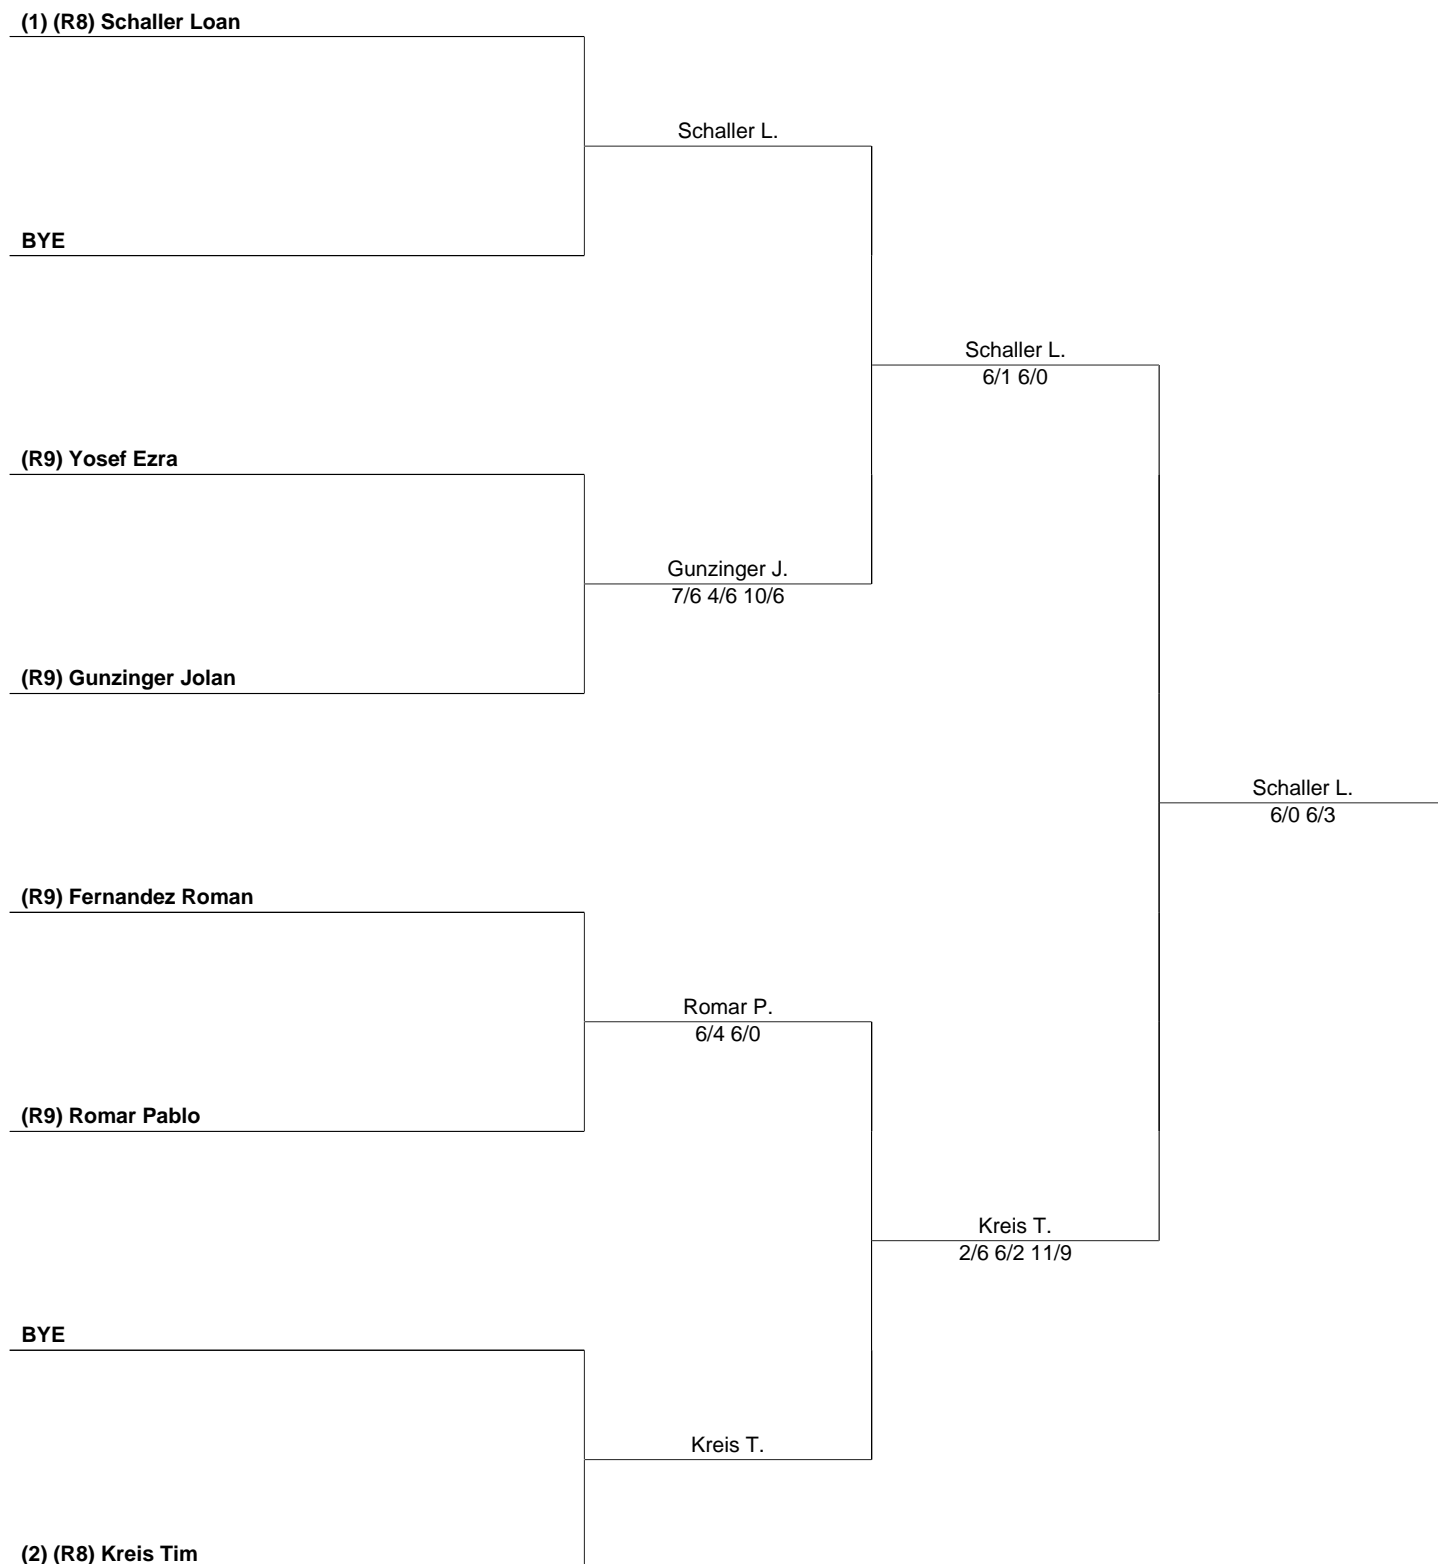 (1) (R8) Schaller Loan
Schaller L.
BYE
Schaller L.
6/1 6/0
(R9) Yosef Ezra
Gunzinger J.
7/6 4/6 10/6
(R9) Gunzinger Jolan
Schaller L.
6/0 6/3
(R9) Fernandez Roman
Romar P.
6/4 6/0
(R9) Romar Pablo
Kreis T.
2/6 6/2 11/9
BYE
Kreis T.
(2) (R8) Kreis Tim